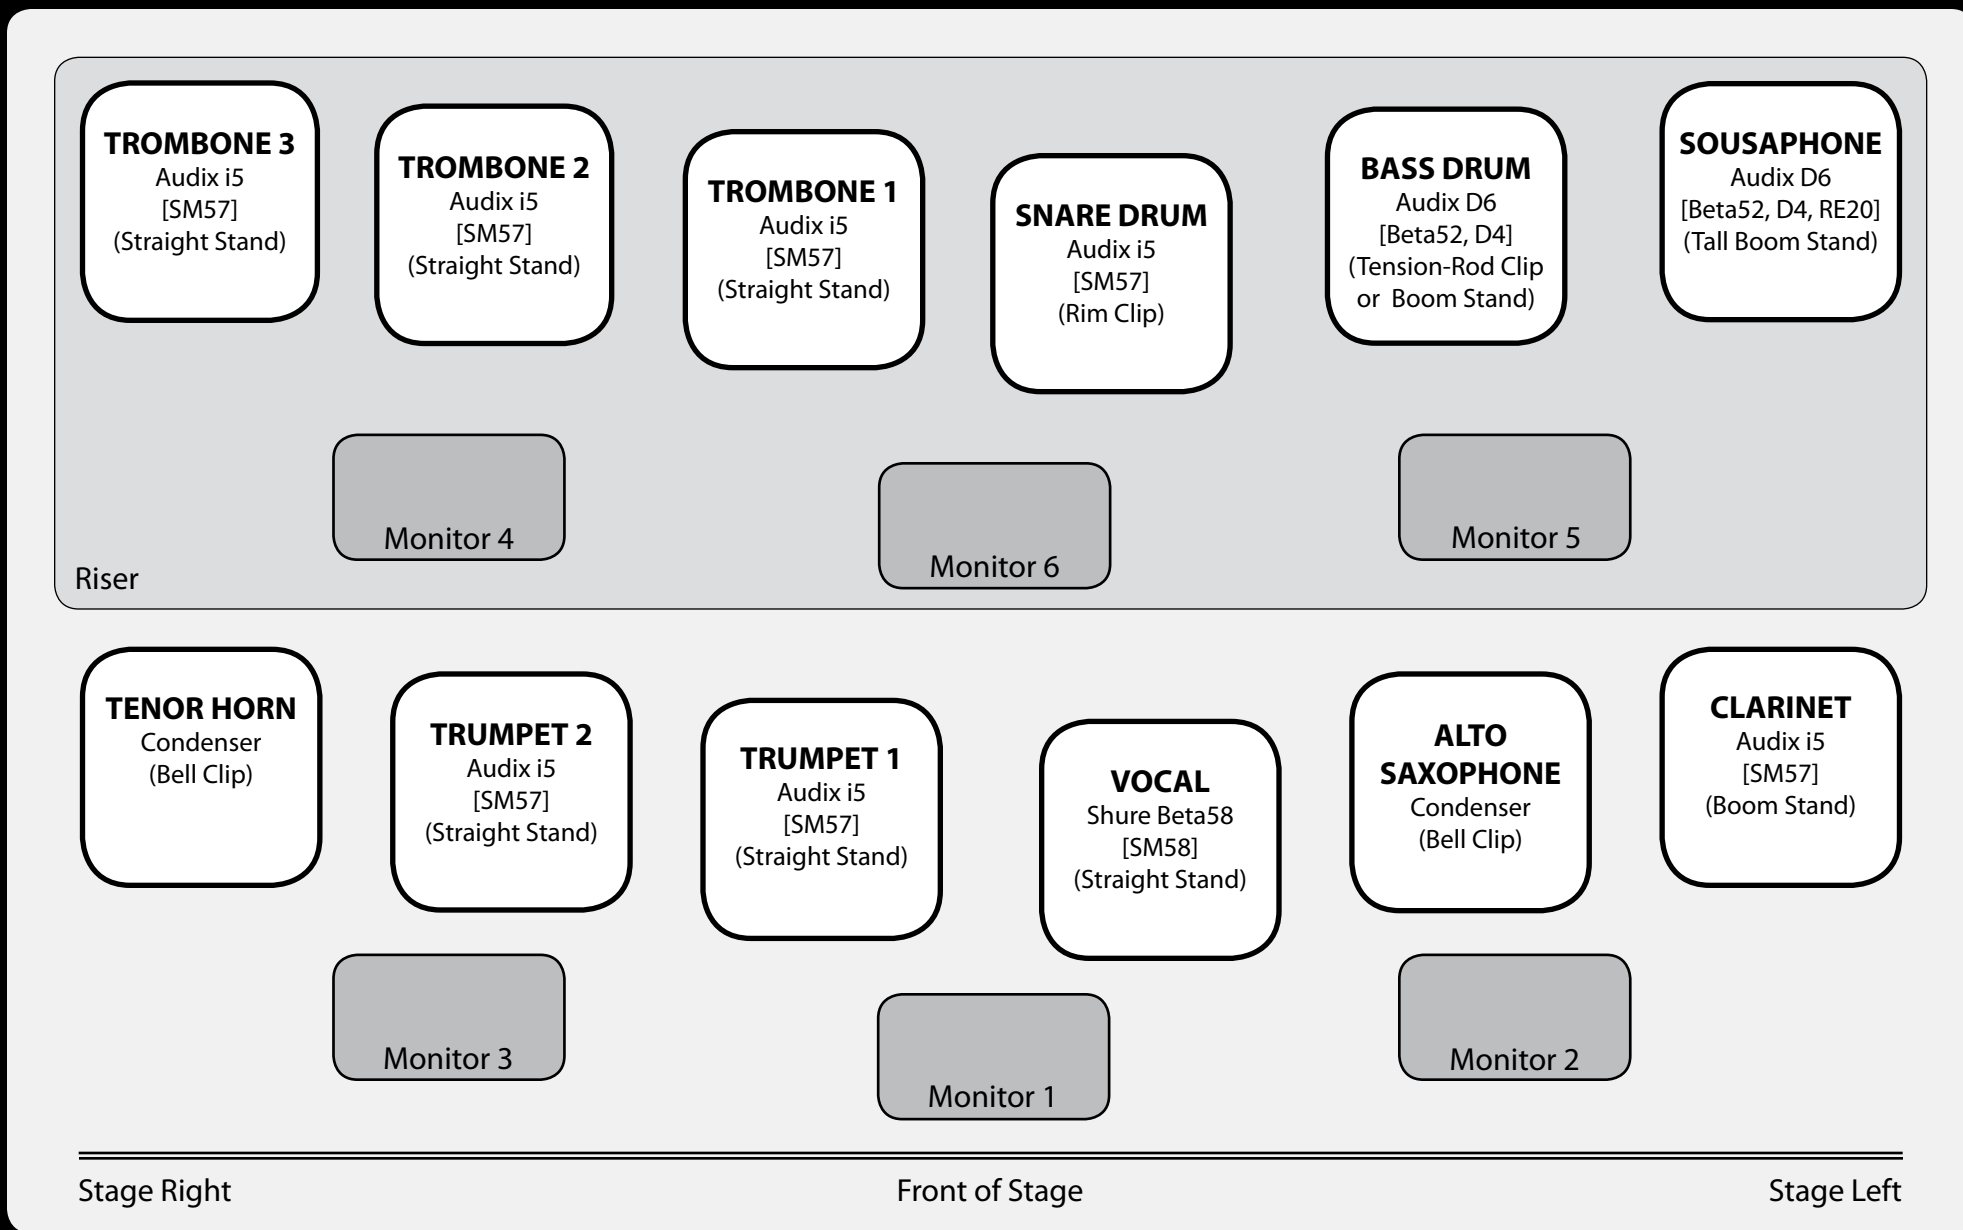 TROMBONE 3
Audix i5
[SM57]
(Straight Stand)
TROMBONE 2
Audix i5
[SM57]
(Straight Stand)
TROMBONE 1
Audix i5
[SM57]
(Straight Stand)
SNARE DRUM
Audix i5
[SM57]
(Rim Clip)
BASS DRUM
Audix D6
[Beta52, D4]
(Tension-Rod Clip
or Boom Stand)
SOUSAPHONE
Audix D6
[Beta52, D4, RE20]
(Tall Boom Stand)
Monitor 4
Monitor 6
Monitor 5
Riser
TENOR HORN
Condenser
(Bell Clip)
TRUMPET 2
Audix i5
[SM57]
(Straight Stand)
TRUMPET 1
Audix i5
[SM57]
(Straight Stand)
VOCAL
Shure Beta58
[SM58]
(Straight Stand)
ALTO
SAXOPHONE
Condenser
(Bell Clip)
CLARINET
Audix i5
[SM57]
(Boom Stand)
Monitor 3
Monitor 1
Monitor 2
Stage Right
Front of Stage
Stage Left